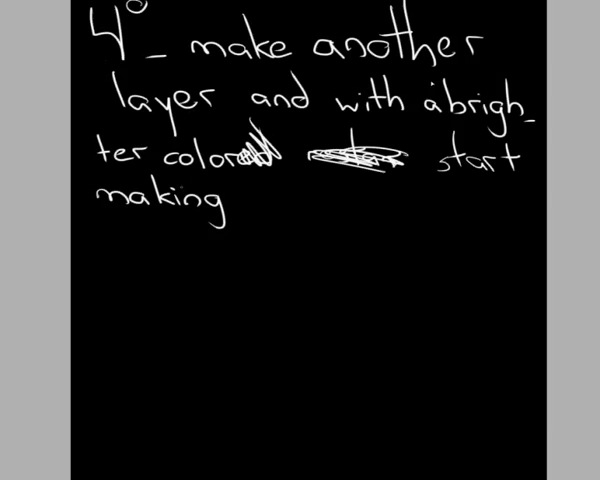 4° - make another
layer and with a brigh-
ter color start
making